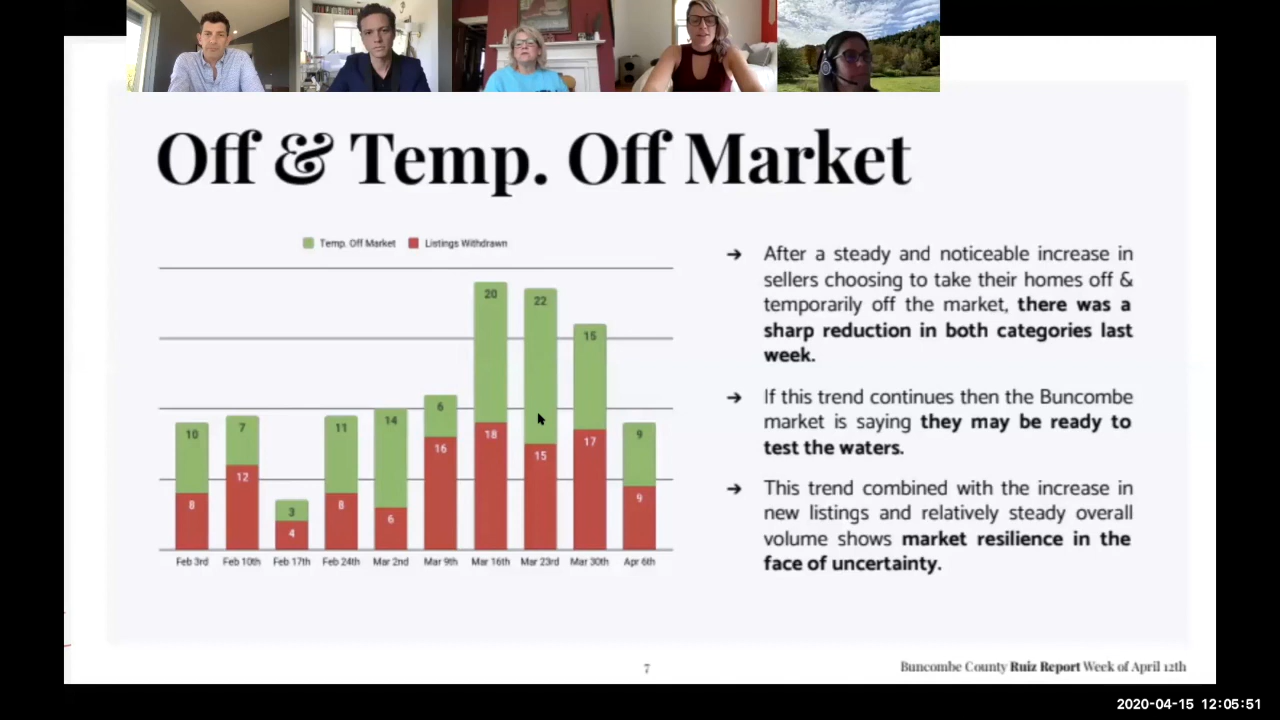 Off & Temp. Off Market
Temp. Off Market Listings Withdrawn
10 7 3 11 14 6 20 22 15 9
8 12 4 8 6 16 18 15 17 9
Feb 3rd Feb 10th Feb 17th Feb 24th Mar 2nd Mar 9th Mar 16th Mar 23rd Mar 30th Apr 6th
➔ After a steady and noticeable increase in
sellers choosing to take their homes off &
temporarily off the market, there was a
sharp reduction in both categories last
week.
➔ If this trend continues then the Buncombe
market is saying they may be ready to
test the waters.
➔ This trend combined with the increase in
new listings and relatively steady overall
volume shows market resilience in the
face of uncertainty.
7
Buncombe County Ruiz Report Week of April 12th
2020-04-15 12:05:51